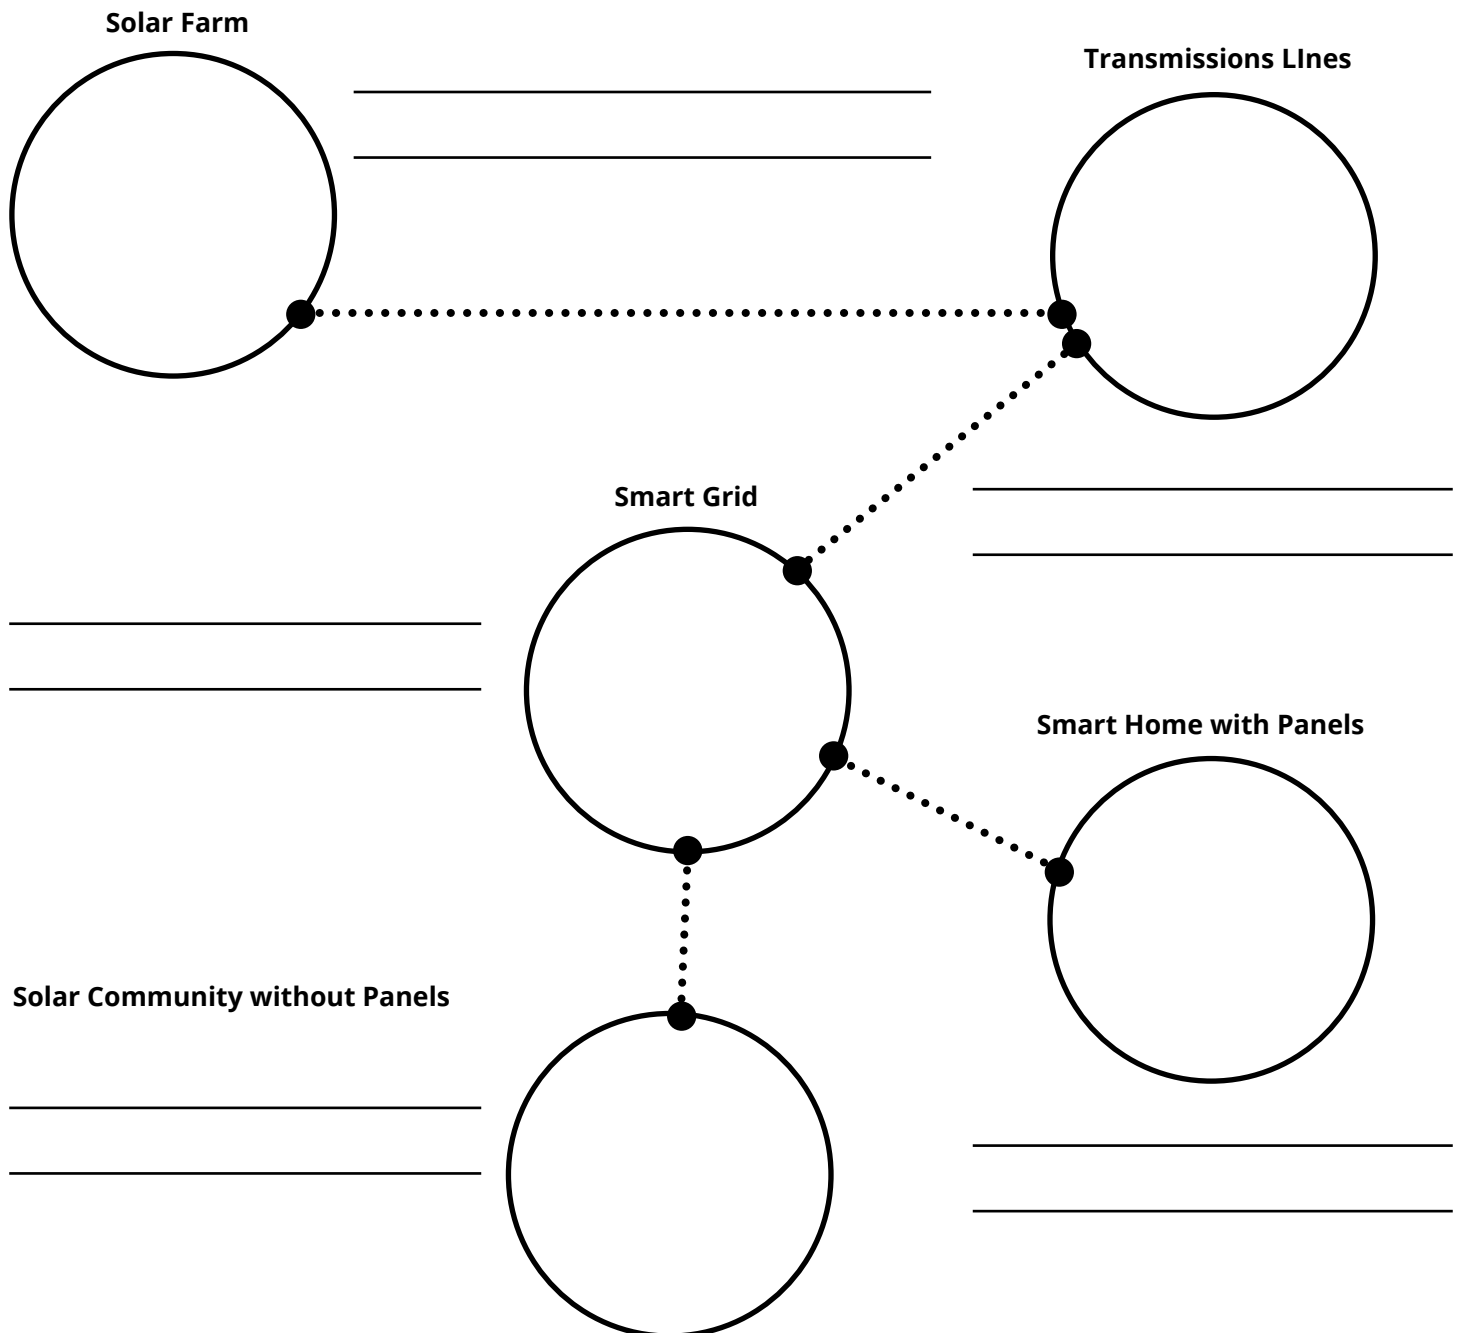 Solar Farm
Transmissions LInes
Smart Grid
Smart Home with Panels
Solar Community without Panels